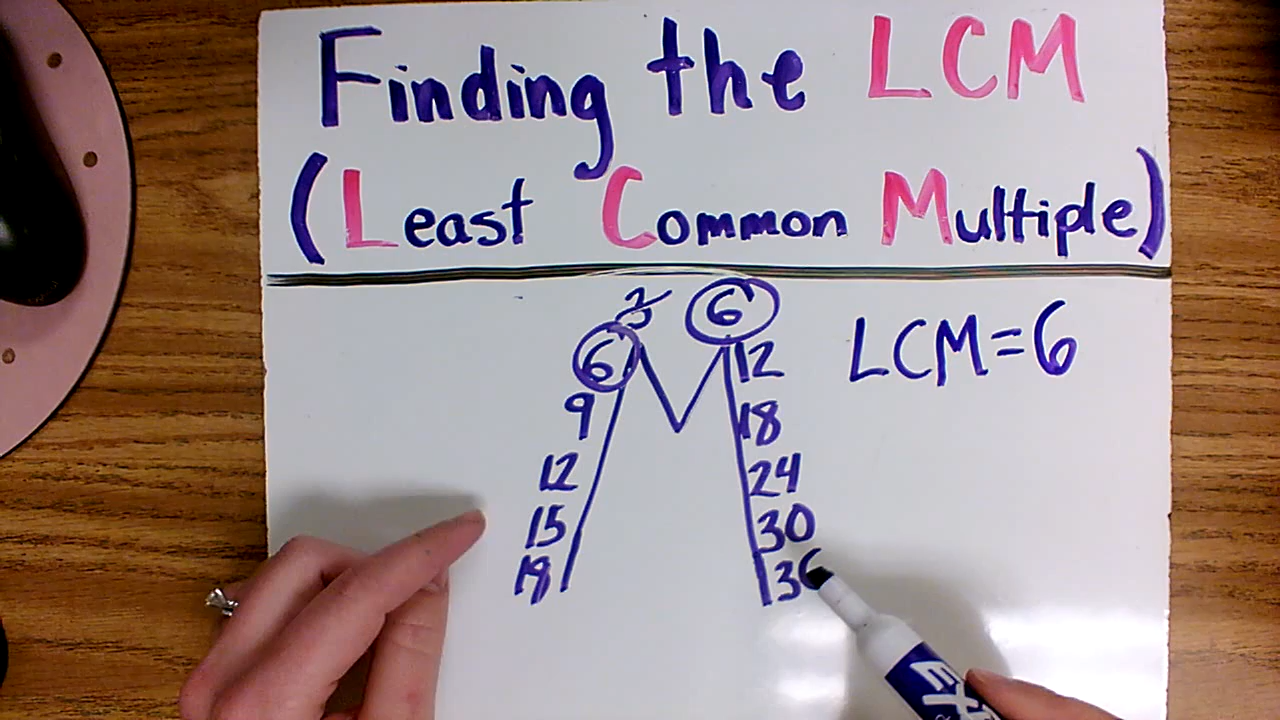 Finding the LCM
(Least Common Multiple)
3 6
6 12 LCM=6
9 18
12 24
15 30
18 36
EXP